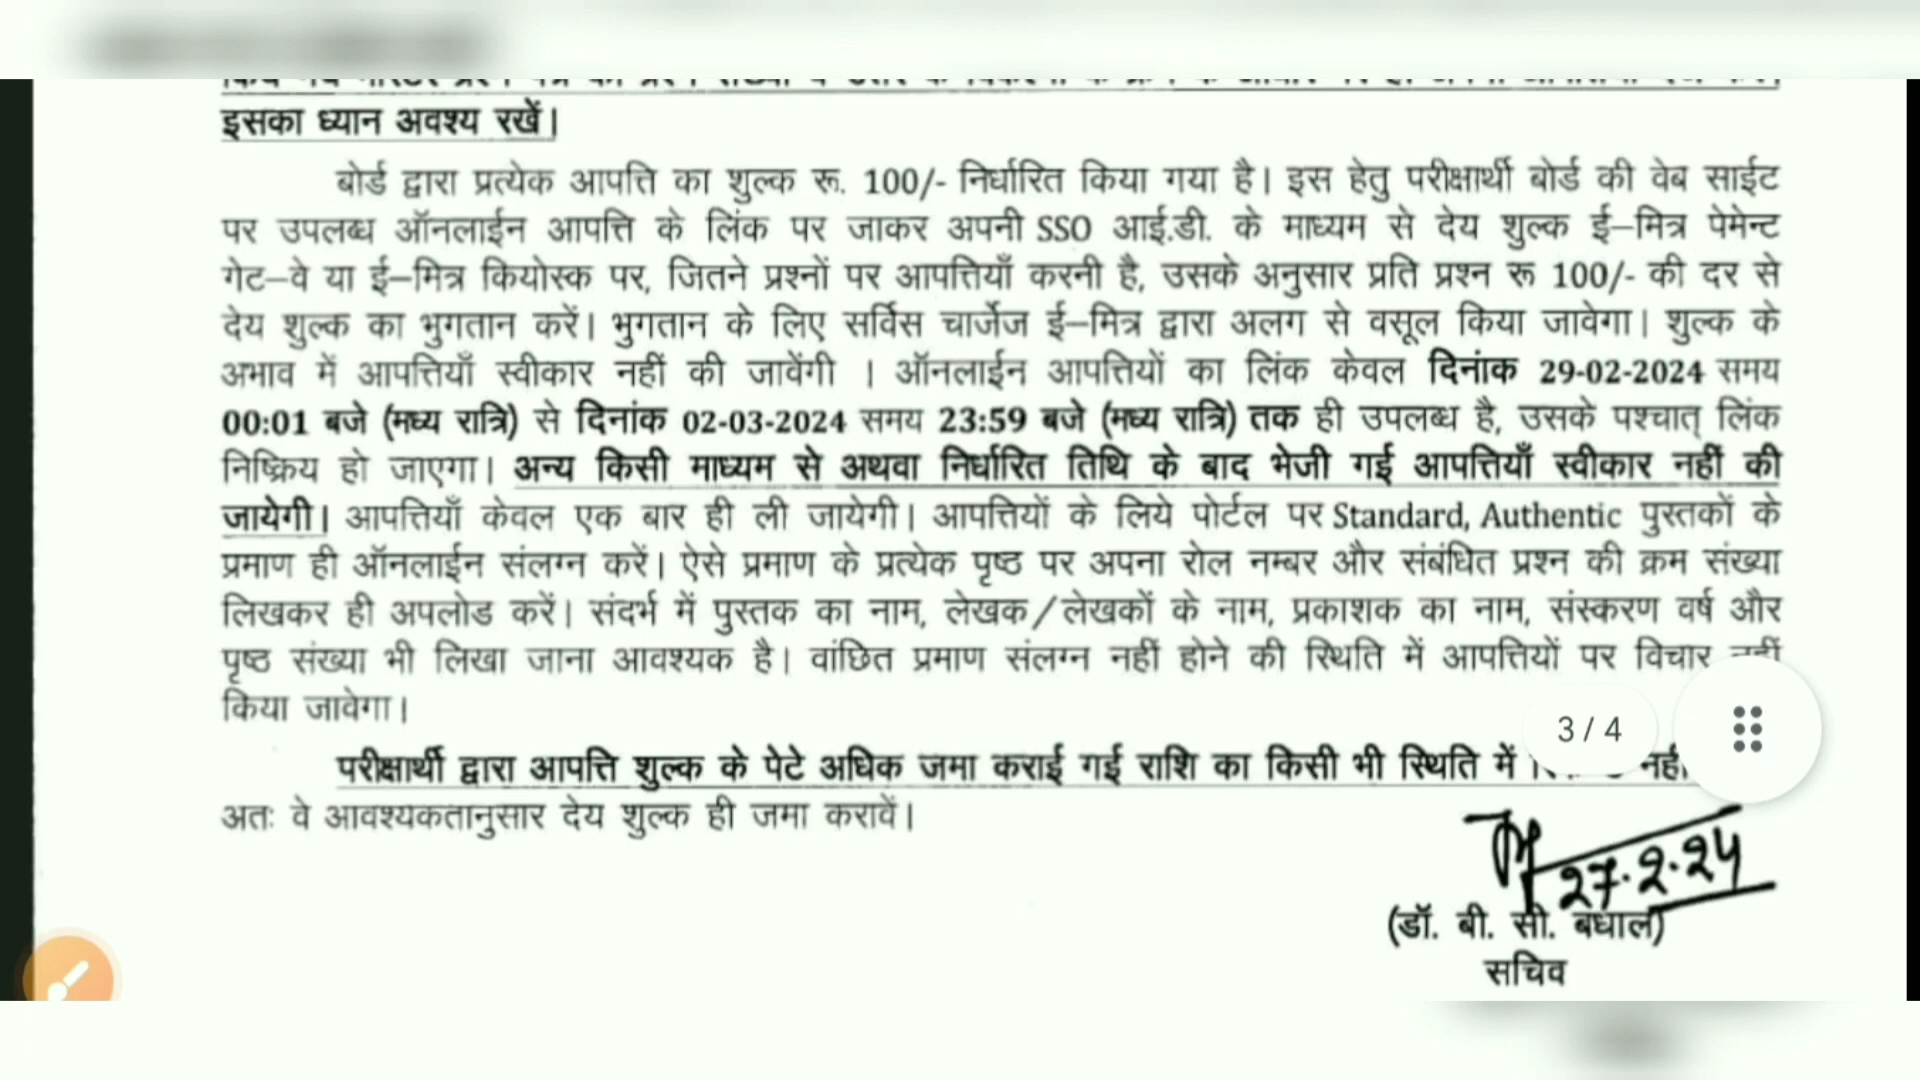 इसका ध्यान अवश्य रखें।
बोर्ड द्वारा प्रत्येक आपत्ति का शुल्क रू. 100/- निर्धारित किया गया है। इस हेतु परीक्षार्थी बोर्ड की वेब साईट
पर उपलब्ध ऑनलाईन आपत्ति के लिंक पर जाकर अपनी SSO आई.डी. के माध्यम से देय शुल्क ई–मित्र पेमेन्ट
गेट–वे या ई–मित्र कियोस्क पर, जितने प्रश्नों पर आपत्तियाँ करनी है, उसके अनुसार प्रति प्रश्न रू 100/- की दर से
देय शुल्क का भुगतान करें। भुगतान के लिए सर्विस चार्जेज ई–मित्र द्वारा अलग से वसूल किया जावेगा। शुल्क के
अभाव में आपत्तियाँ स्वीकार नहीं की जावेंगी । ऑनलाईन आपत्तियों का लिंक केवल दिनांक 29-02-2024 समय
00:01 बजे (मध्य रात्रि) से दिनांक 02-03-2024 समय 23:59 बजे (मध्य रात्रि) तक ही उपलब्ध है, उसके पश्चात् लिंक
निष्क्रिय हो जाएगा। अन्य किसी माध्यम से अथवा निर्धारित तिथि के बाद भेजी गई आपत्तियाँ स्वीकार नहीं की
जायेगी। आपत्तियाँ केवल एक बार ही ली जायेगी। आपत्तियों के लिये पोर्टल पर Standard, Authentic पुस्तकों के
प्रमाण ही ऑनलाईन संलग्न करें। ऐसे प्रमाण के प्रत्येक पृष्ठ पर अपना रोल नम्बर और संबंधित प्रश्न की क्रम संख्या
लिखकर ही अपलोड करें। संदर्भ में पुस्तक का नाम, लेखक/लेखकों के नाम, प्रकाशक का नाम, संस्करण वर्ष और
पृष्ठ संख्या भी लिखा जाना आवश्यक है। वांछित प्रमाण संलग्न नहीं होने की स्थिति में आपत्तियों पर विचार नहीं
किया जावेगा।
3 / 4
परीक्षार्थी द्वारा आपत्ति शुल्क के पेटे अधिक जमा कराई गई राशि का किसी भी स्थिति में
अतः वे आवश्यकतानुसार देय शुल्क ही जमा करावें।
27.2.24
(डॉ. बी. सी. बधाल)
सचिव